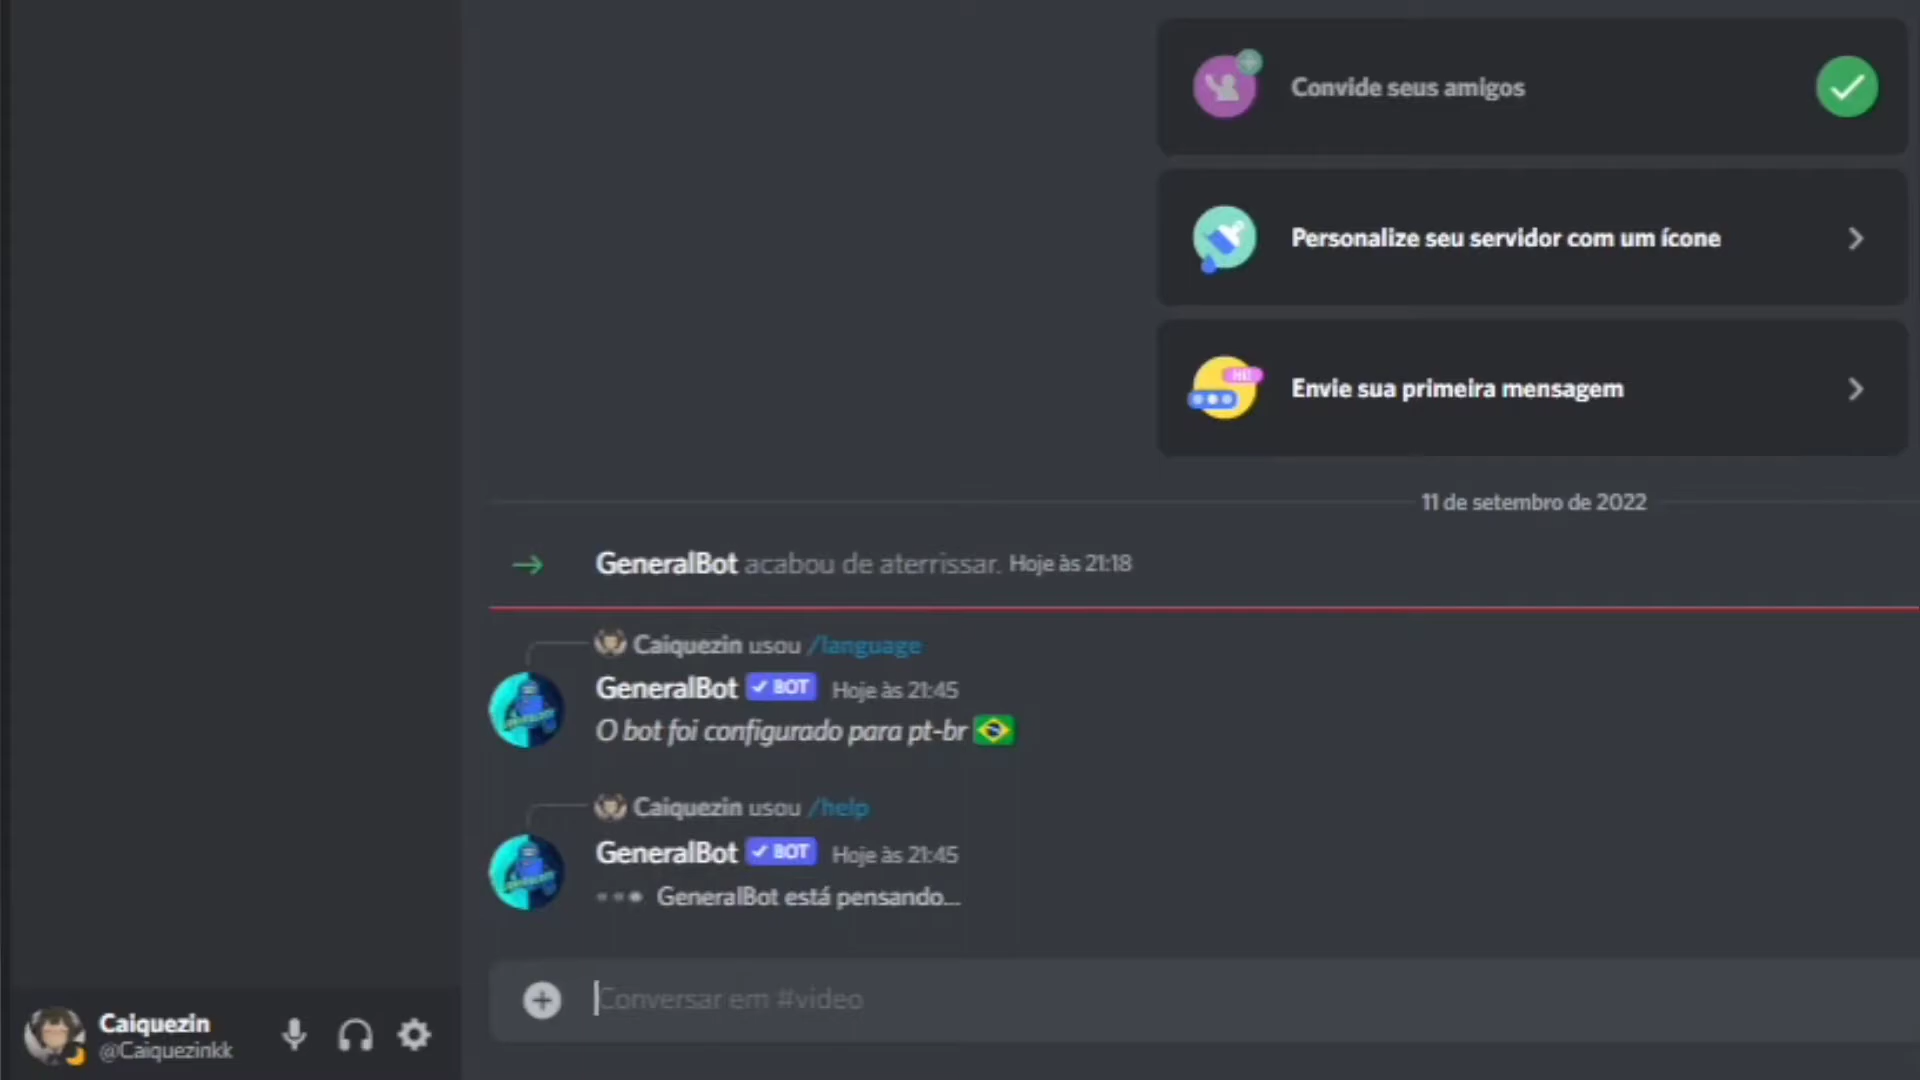 Convide seus amigos
Personalize seu servidor com um ícone
HI!
Envie sua primeira mensagem
11 de setembro de 2022
GeneralBot acabou de aterrissar. Hoje às 21:18
Caiquezin usou /language
GeneralBot BOT Hoje às 21:45
O bot foi configurado para pt-br
Caiquezin usou /help
GeneralBot BOT Hoje às 21:45
GeneralBot está pensando...
Conversar em #video
Caiquezin
@Caiquezinkk